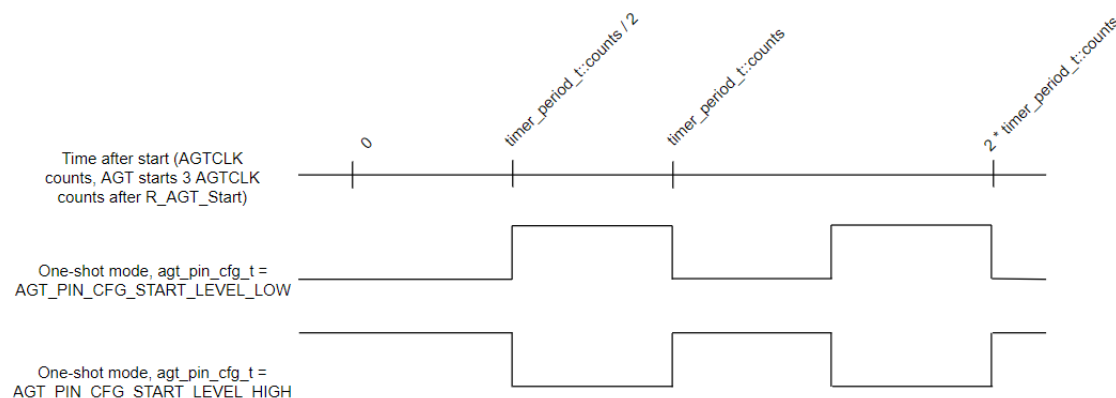 0
timer_period_t::counts / 2
timer_period_t::counts
2 * timer_period_t::counts
Time after start (AGTCLK
counts, AGT starts 3 AGTCLK
counts after R_AGT_Start)
One-shot mode, agt_pin_cfg_t =
AGT_PIN_CFG_START_LEVEL_LOW
One-shot mode, agt_pin_cfg_t =
AGT_PIN_CFG_START_LEVEL_HIGH